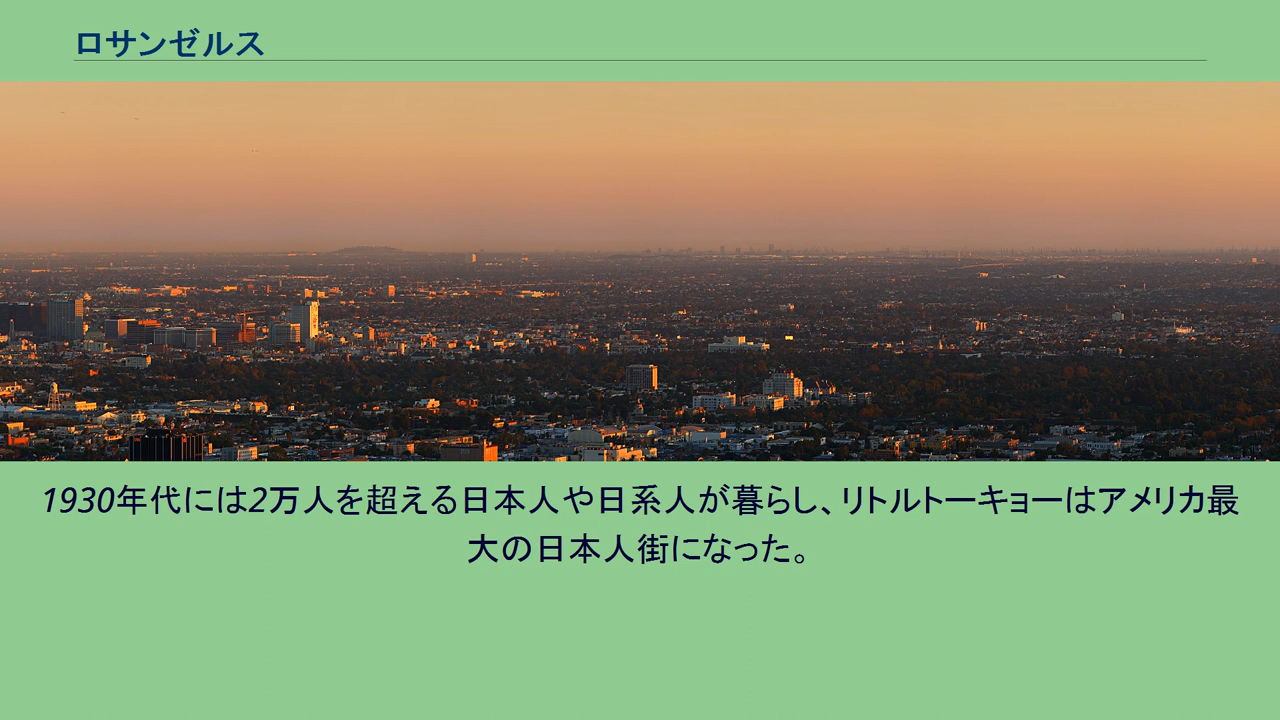 ロサンゼルス
1930年代には2万人を超える日本人や日系人が暮らし、リトルトーキョーはアメリカ最
大の日本人街になった。